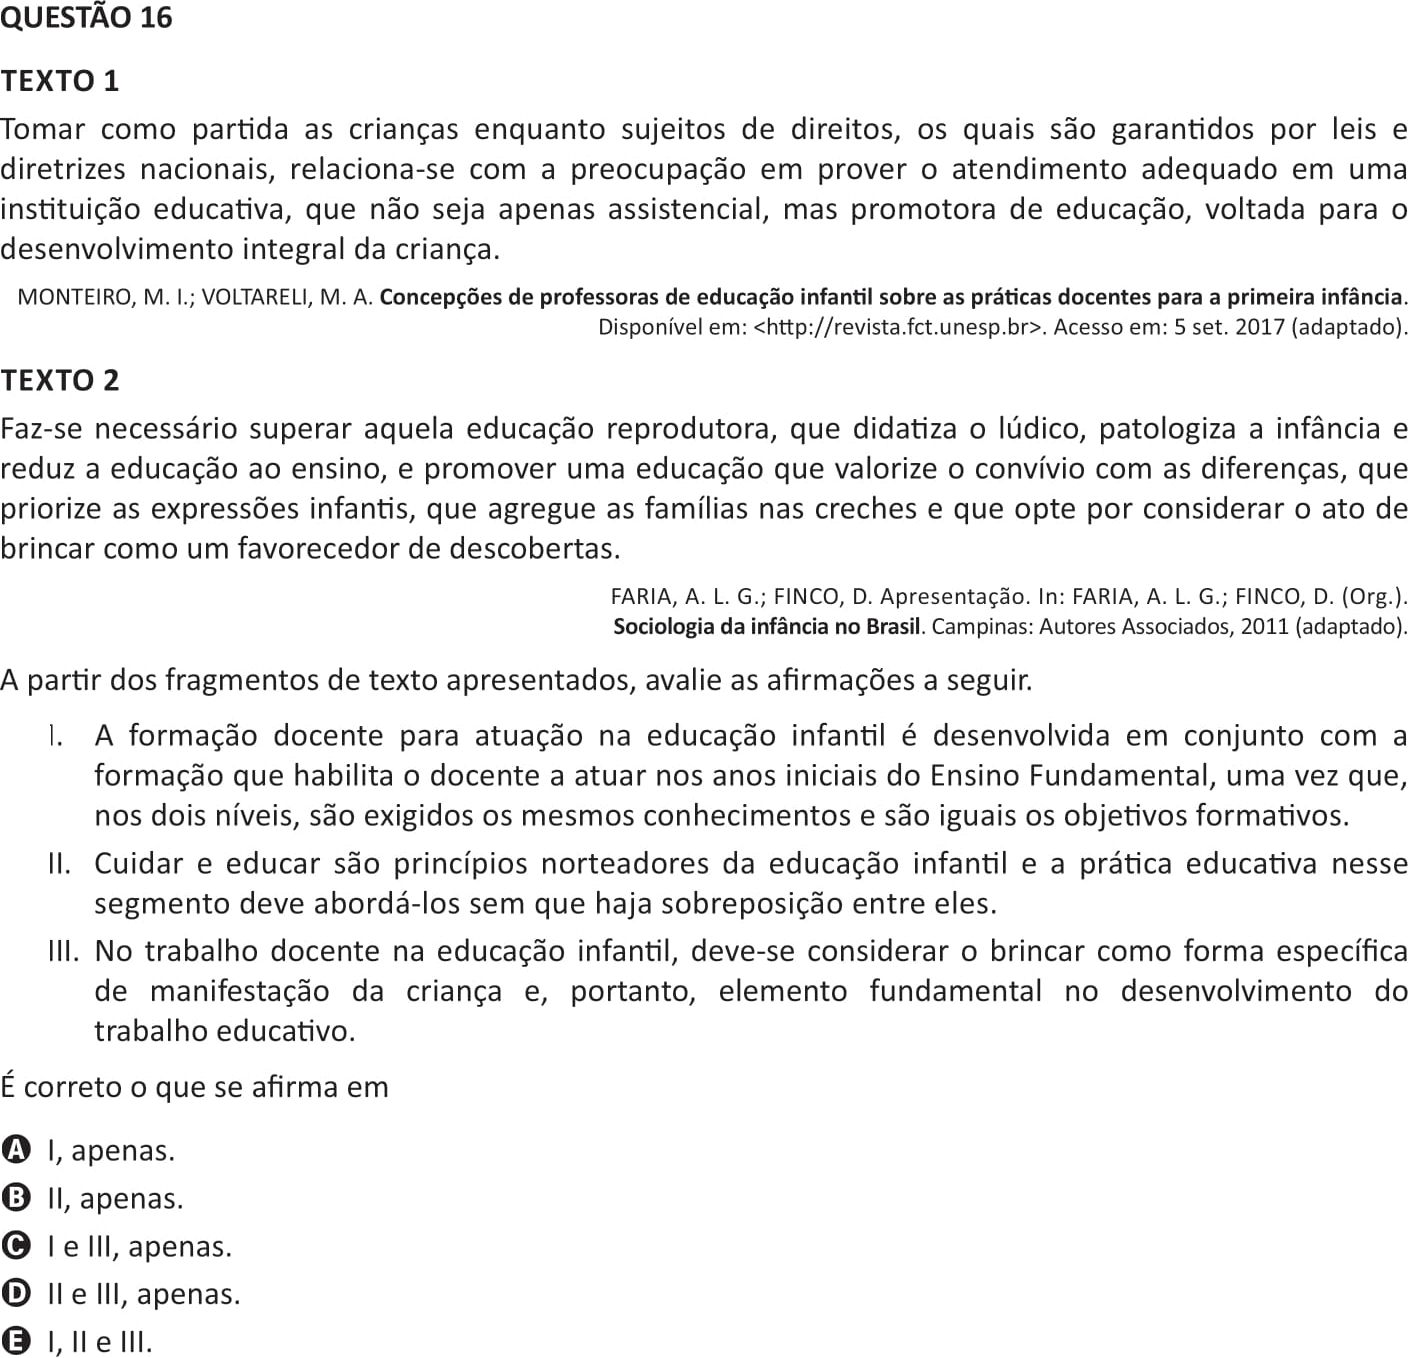 QUESTÃO 16
TEXTO 1
Tomar como partida as crianças enquanto sujeitos de direitos, os quais são garantidos por leis e
diretrizes nacionais, relaciona-se com a preocupação em prover o atendimento adequado em uma
instituição educativa, que não seja apenas assistencial, mas promotora de educação, voltada para o
desenvolvimento integral da criança.
MONTEIRO, M. I.; VOLTARELI, M. A. Concepções de professoras de educação infantil sobre as práticas docentes para a primeira infância.
Disponível em: <http://revista.fct.unesp.br>. Acesso em: 5 set. 2017 (adaptado).
TEXTO 2
Faz-se necessário superar aquela educação reprodutora, que didatiza o lúdico, patologiza a infância e
reduz a educação ao ensino, e promover uma educação que valorize o convívio com as diferenças, que
priorize as expressões infantis, que agregue as famílias nas creches e que opte por considerar o ato de
brincar como um favorecedor de descobertas.
FARIA, A. L. G.; FINCO, D. Apresentação. In: FARIA, A. L. G.; FINCO, D. (Org.).
Sociologia da infância no Brasil. Campinas: Autores Associados, 2011 (adaptado).
A partir dos fragmentos de texto apresentados, avalie as afirmações a seguir.
I. A formação docente para atuação na educação infantil é desenvolvida em conjunto com a
formação que habilita o docente a atuar nos anos iniciais do Ensino Fundamental, uma vez que,
nos dois níveis, são exigidos os mesmos conhecimentos e são iguais os objetivos formativos.
II. Cuidar e educar são princípios norteadores da educação infantil e a prática educativa nesse
segmento deve abordá-los sem que haja sobreposição entre eles.
III. No trabalho docente na educação infantil, deve-se considerar o brincar como forma específica
de manifestação da criança e, portanto, elemento fundamental no desenvolvimento do
trabalho educativo.
É correto o que se afirma em
A I, apenas.
B II, apenas.
C I e III, apenas.
D II e III, apenas.
E I, II e III.